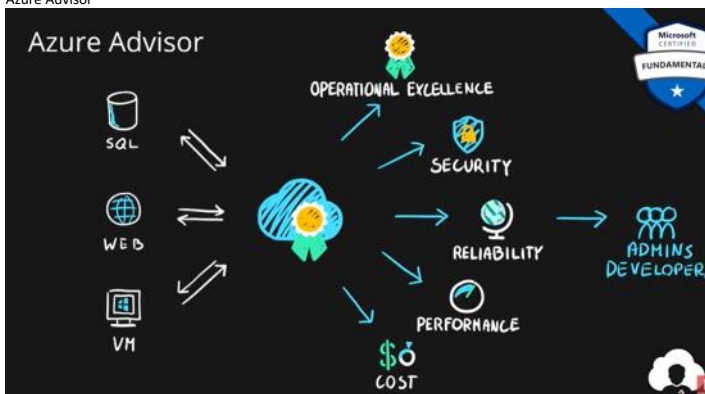 Azure Advisor
Azure Advisor
Microsoft
CERTIFIED
FUNDAMENTAL
OPERATIONAL EXCELLENCE
SQL
SECURITY
WEB
RELIABILITY
ADMINS
DEVELOPER
VM
PERFORMANCE
$
COST